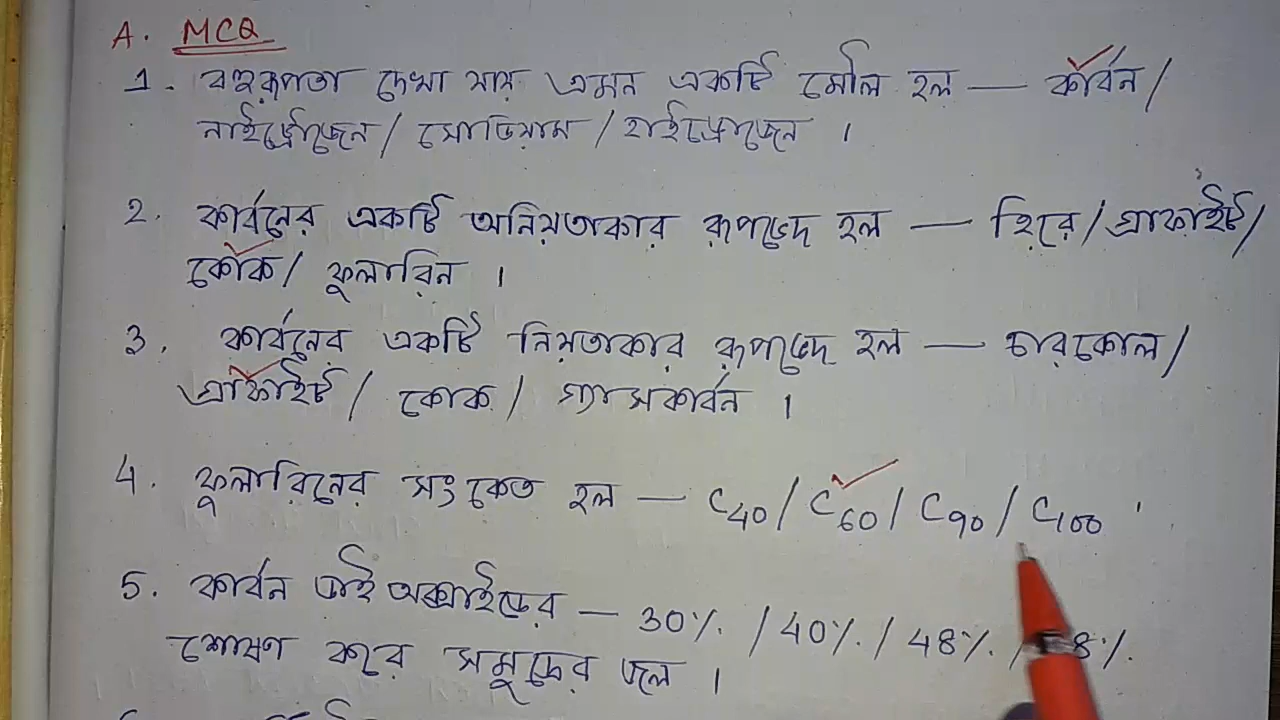 A. MCQ
1. বহুরূপতা দেখা যায় এমন একটি মৌল হল — কার্বন /
নাইট্রোজেন / সোডিয়াম / হাইড্রোজেন ।
2. কার্বনের একটি অনিয়তাকার রূপভেদ হল — হিরে / গ্রাফাইট /
কোক / ফুলারিন ।
3. কার্বনের একটি নিয়তাকার রূপভেদ হল — চারকোল /
গ্রাফাইট / কোক / গ্যাসকার্বন ।
4. ফুলারিনের সংকেত হল — C40 / C60 / C90 / C100
5. কার্বন ডাই অক্সাইডের — 30% / 40% / 48% / 8%
শোষণ করে সমুদ্রের জল ।